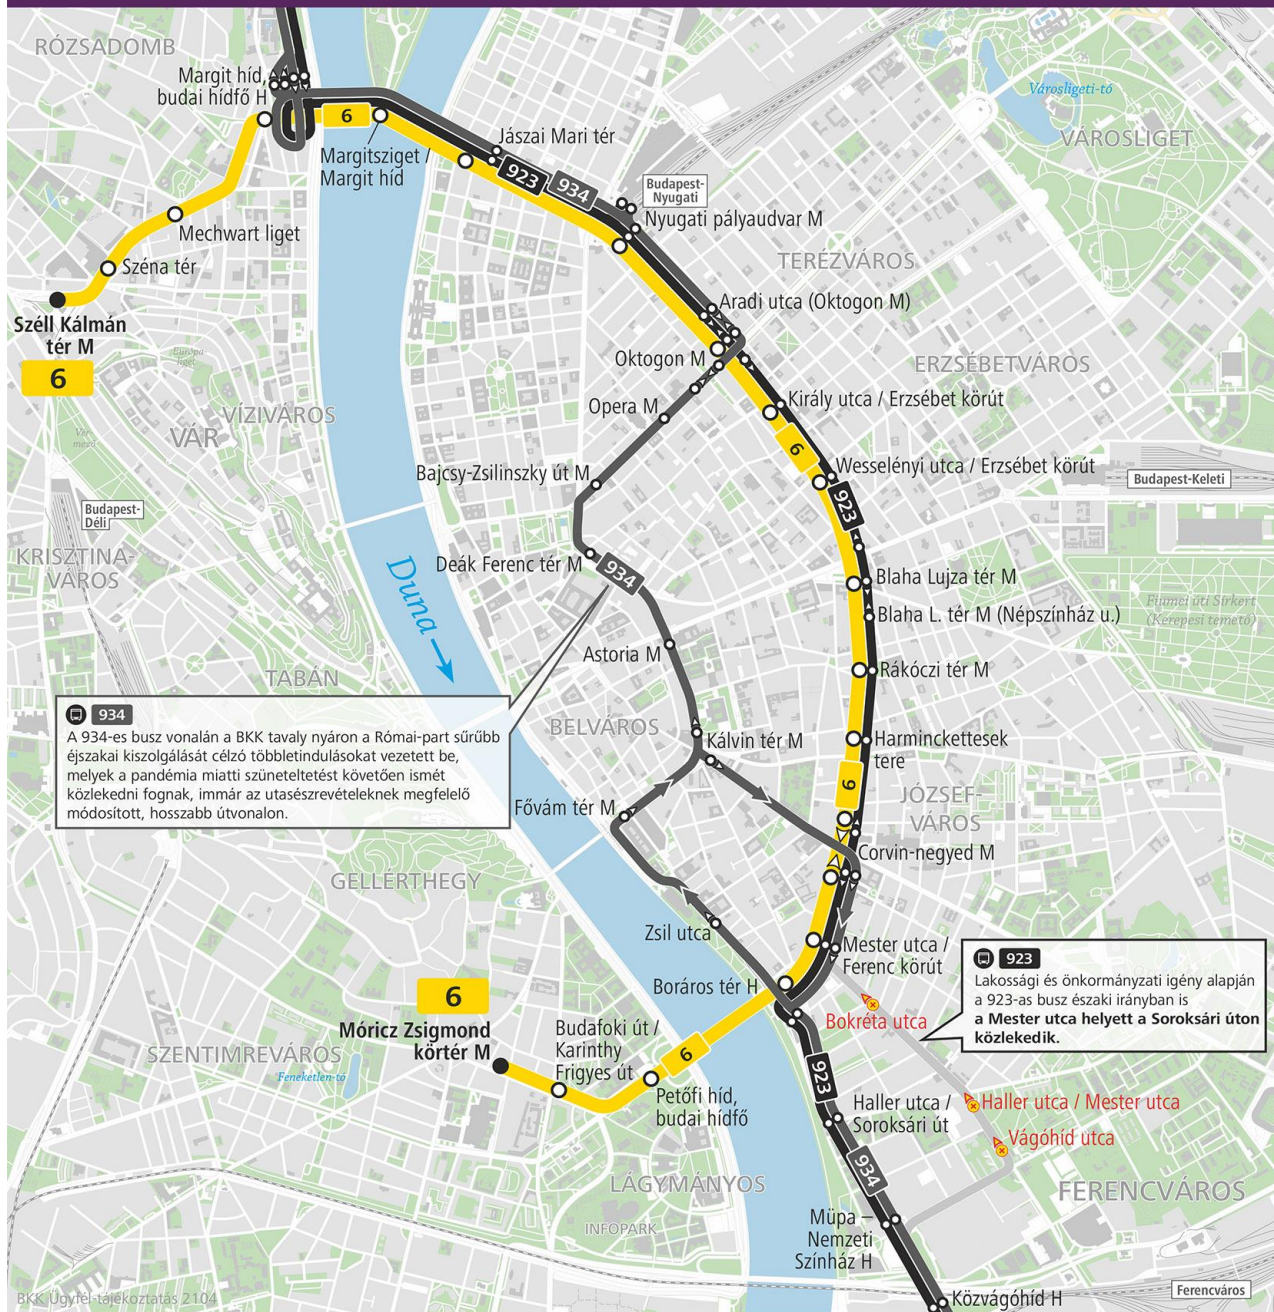 RÓZSADOMB
Margit híd,
budai hídfő H
6
Margitsziget /
Margit híd
Jászai Mari tér
923
934
Budapest-
Nyugati
Nyugati pályaudvar M
Városligeti-tó
VÁROSLIGET
Mechwart liget
Széna tér
Széll Kálmán
tér M
6
TERÉZVÁROS
Aradi utca (Oktogon M)
Oktogon M
ERZSÉBETVÁROS
Európa
liget
VÍZIVÁROS
VÁR
Vér-
mező
Opera M
Király utca / Erzsébet körút
6
Bajcsy-Zsilinszky út M
Wesselényi utca / Erzsébet körút
923
Budapest-Keleti
Budapest-
Déli
KRISZTINA-
VÁROS
Duna
Deák Ferenc tér M
934
Blaha Lujza tér M
Blaha L. tér M (Népszínház u.)
Fiumei úti Sírkert
(Kerepesi temető)
Astoria M
Rákóczi tér M
TABÁN
BELVÁROS
Kálvin tér M
Harminckettesek
tere
934
A 934-es busz vonalán a BKK tavaly nyáron a Római-part sűrűbb
éjszakai kiszolgálását célzó többletindulásokat vezetett be,
melyek a pandémia miatti szüneteltetést követően ismét
közlekedni fognak, immár az utasészrevételeknek megfelelő
módosított, hosszabb útvonalon.
6
JÓZSEF-
VÁROS
Fővám tér M
Corvin-negyed M
GELLÉRTHEGY
Zsil utca
Mester utca /
Ferenc körút
Boráros tér H
Bokréta utca
923
Lakossági és önkormányzati igény alapján
a 923-as busz északi irányban is
a Mester utca helyett a Soroksári úton
közlekedik.
6
Móricz Zsigmond
körtér M
Budafoki út /
Karinthy
Frigyes út
6
Petőfi híd,
budai hídfő
SZENTIMREVÁROS
Feneketlen-tó
923
Haller utca /
Soroksári út
Haller utca / Mester utca
Vágóhíd utca
934
LÁGYMÁNYOS
INFOPARK
FERENCVÁROS
Müpa –
Nemzeti
Színház H
Ferencváros
Közvágóhíd H
BKK Ügyfél-tájékoztatás 2104